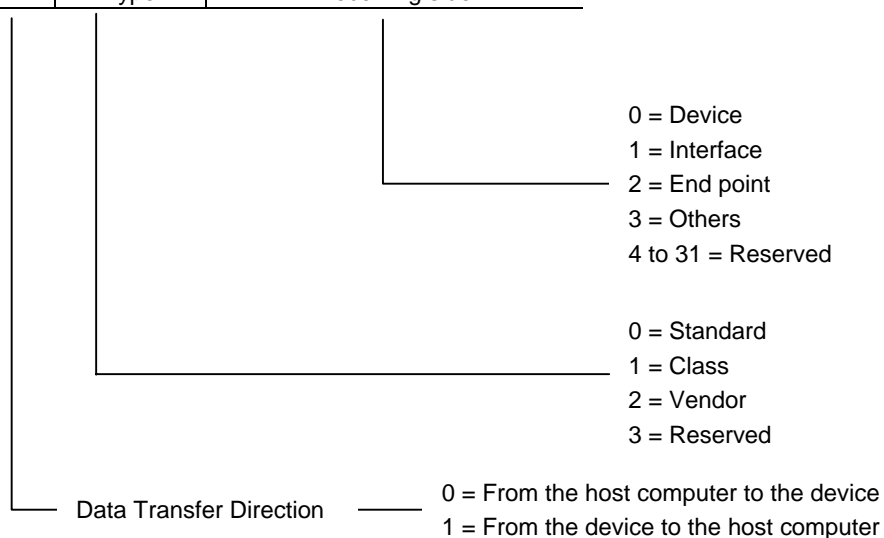 0 = Device
1 = Interface
2 = End point
3 = Others
4 to 31 = Reserved
0 = Standard
1 = Class
2 = Vendor
3 = Reserved
Data Transfer Direction
0 = From the host computer to the device
1 = From the device to the host computer